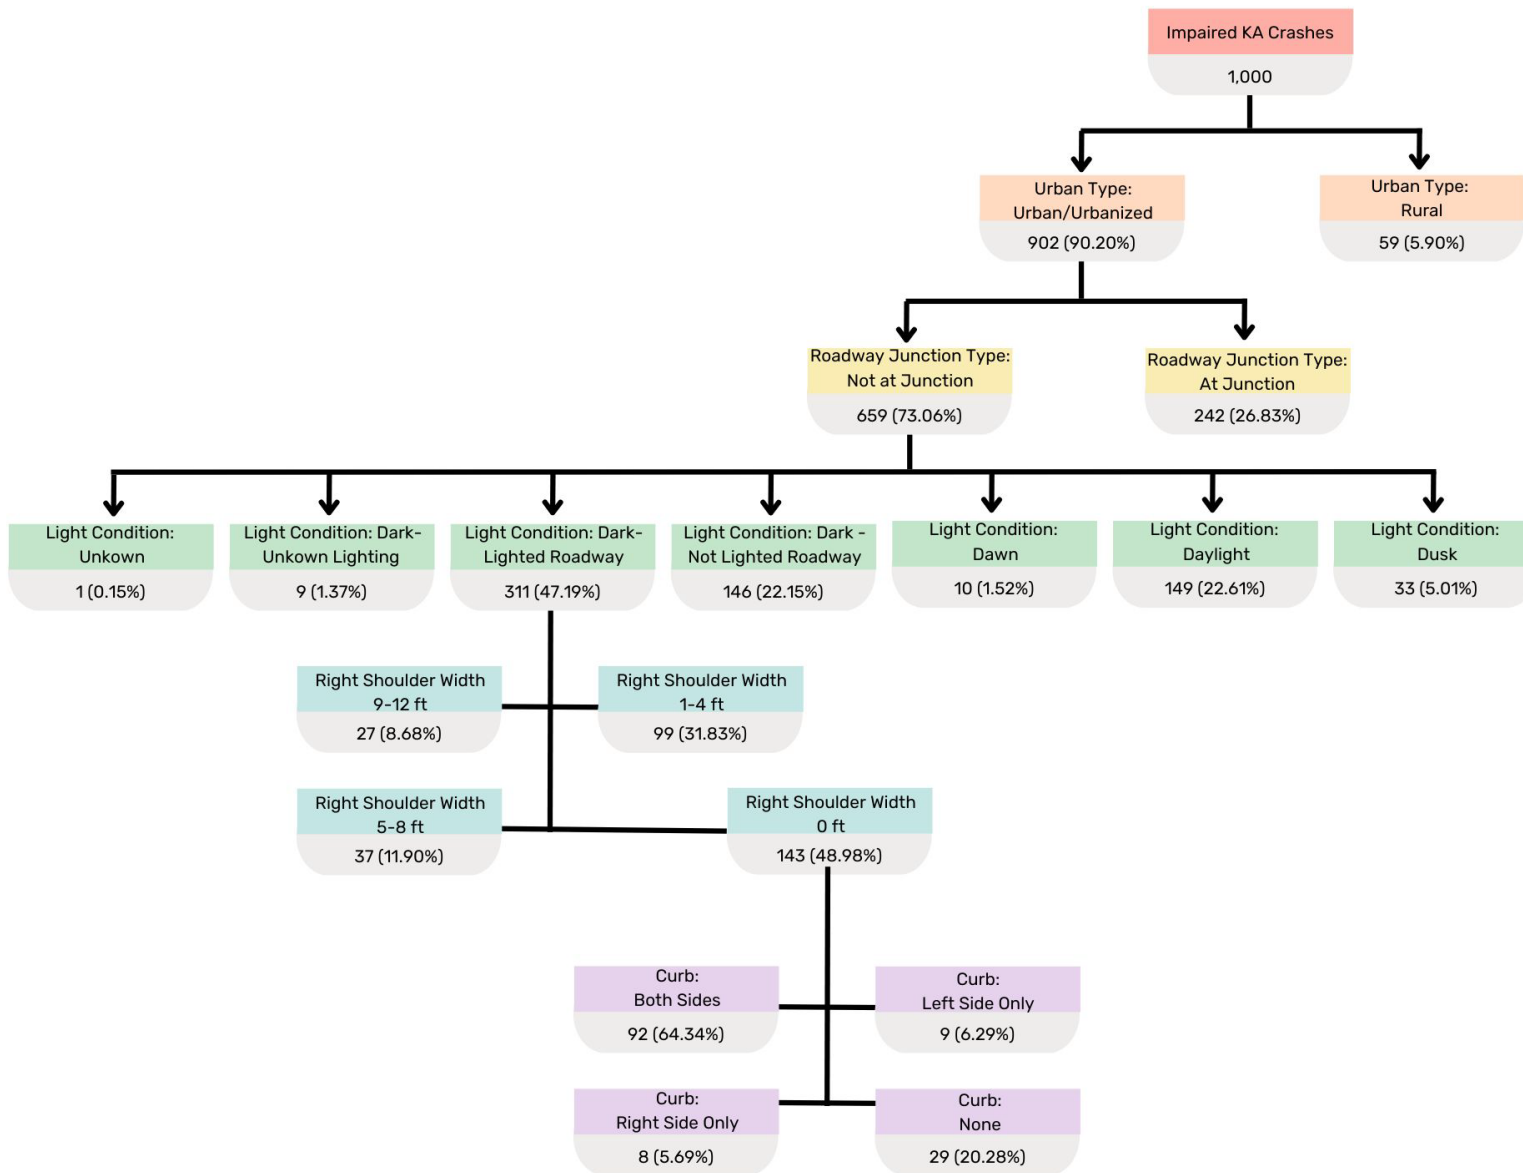 Impaired KA Crashes
1,000
Urban Type:
Urban/Urbanized
902 (90.20%)
Urban Type:
Rural
59 (5.90%)
Roadway Junction Type:
Not at Junction
659 (73.06%)
Roadway Junction Type:
At Junction
242 (26.83%)
Light Condition:
Unkown
1 (0.15%)
Light Condition: Dark-
Unkown Lighting
9 (1.37%)
Light Condition: Dark-
Lighted Roadway
311 (47.19%)
Light Condition: Dark -
Not Lighted Roadway
146 (22.15%)
Light Condition:
Dawn
10 (1.52%)
Light Condition:
Daylight
149 (22.61%)
Light Condition:
Dusk
33 (5.01%)
Right Shoulder Width
9-12 ft
27 (8.68%)
Right Shoulder Width
1-4 ft
99 (31.83%)
Right Shoulder Width
5-8 ft
37 (11.90%)
Right Shoulder Width
0 ft
143 (48.98%)
Curb:
Both Sides
92 (64.34%)
Curb:
Left Side Only
9 (6.29%)
Curb:
Right Side Only
8 (5.69%)
Curb:
None
29 (20.28%)